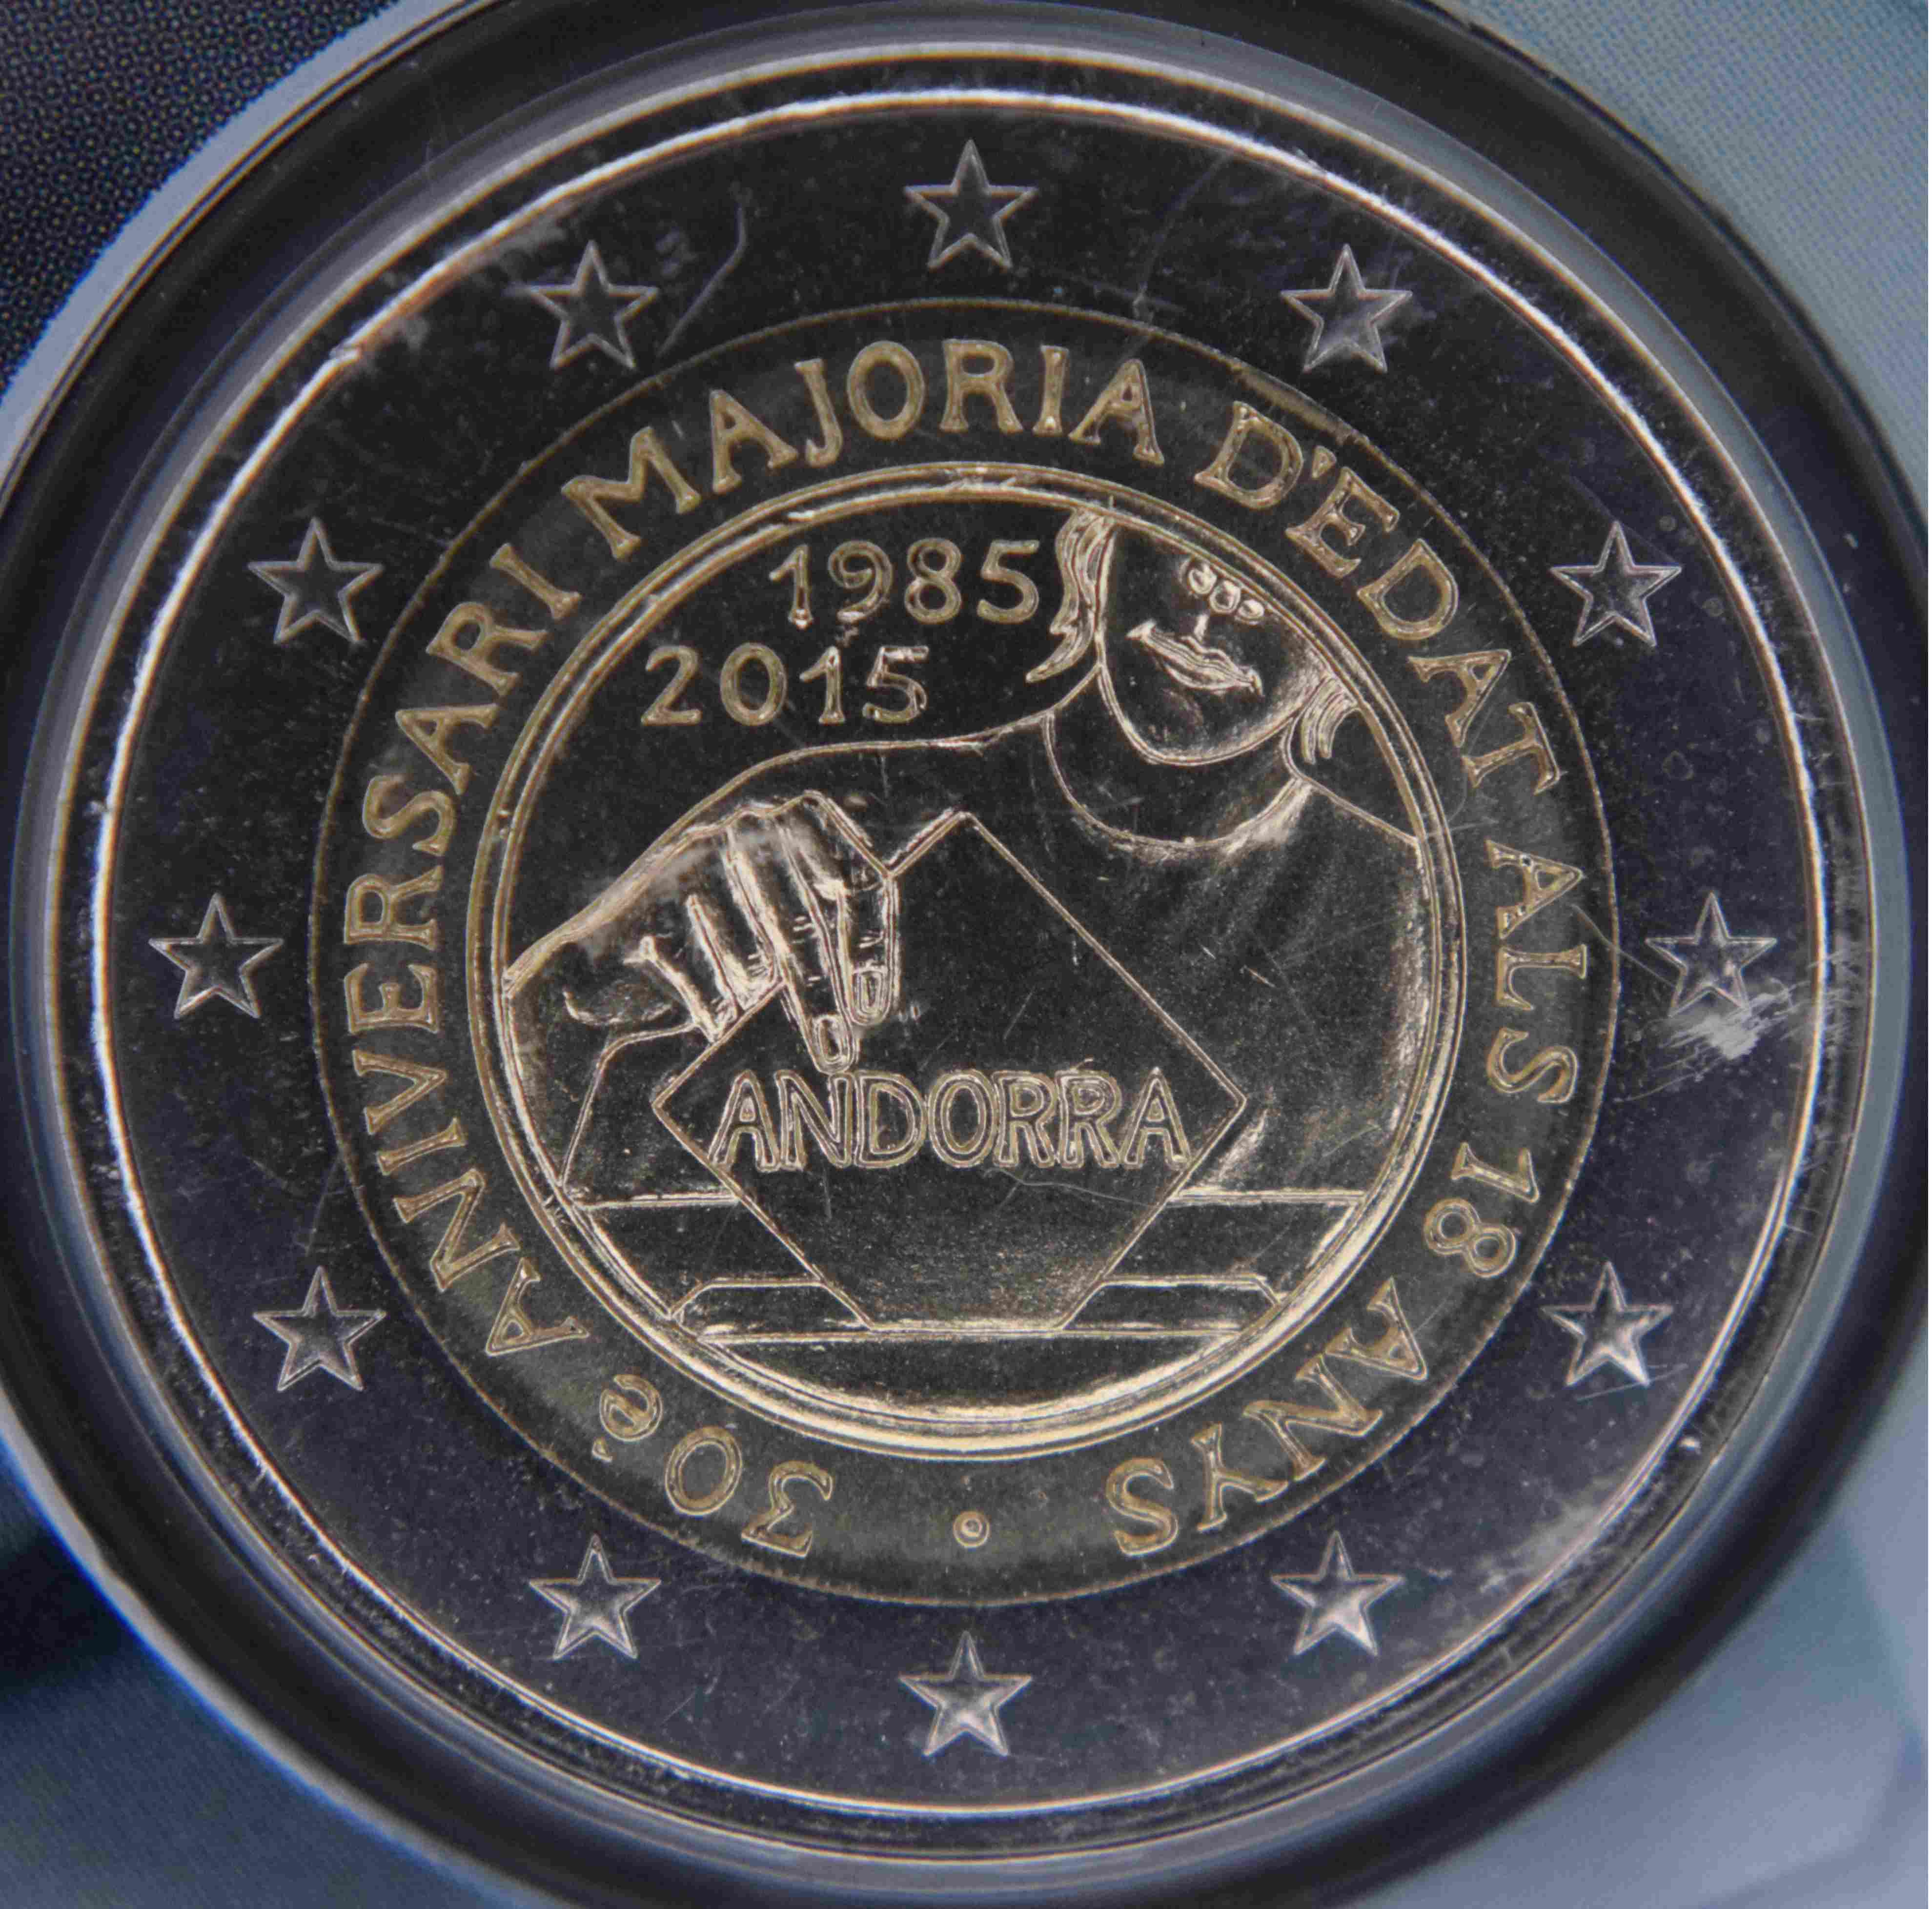 30è ANIVERSARI MAJORIA D'EDAT ALS 18 ANYS •
1985
2015
ANDORRA